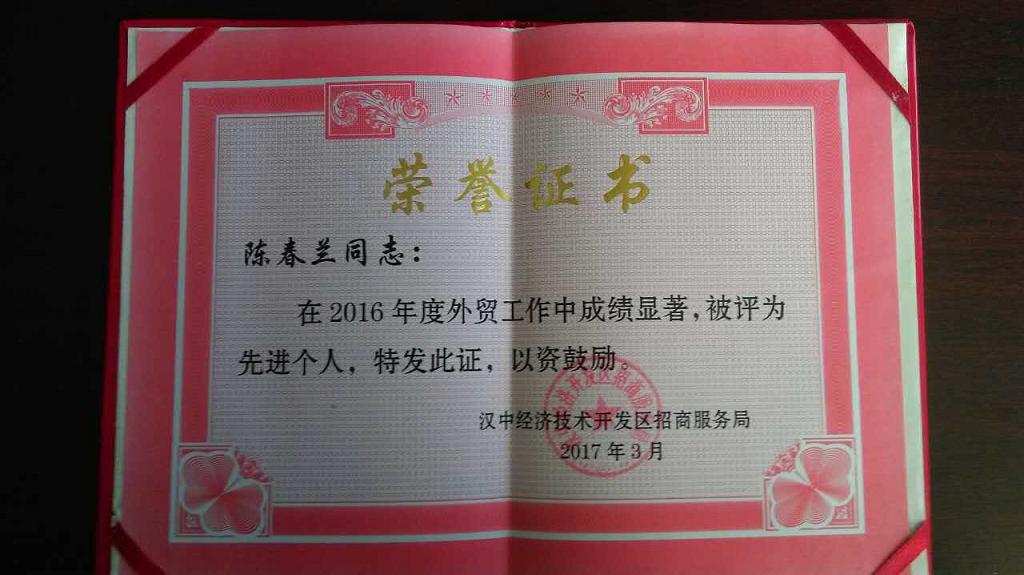 荣誉证书
陈春兰同志：
在2016年度外贸工作中成绩显著，被评为
先进个人，特发此证，以资鼓励。
汉中经济技术开发区招商服务局
2017年3月